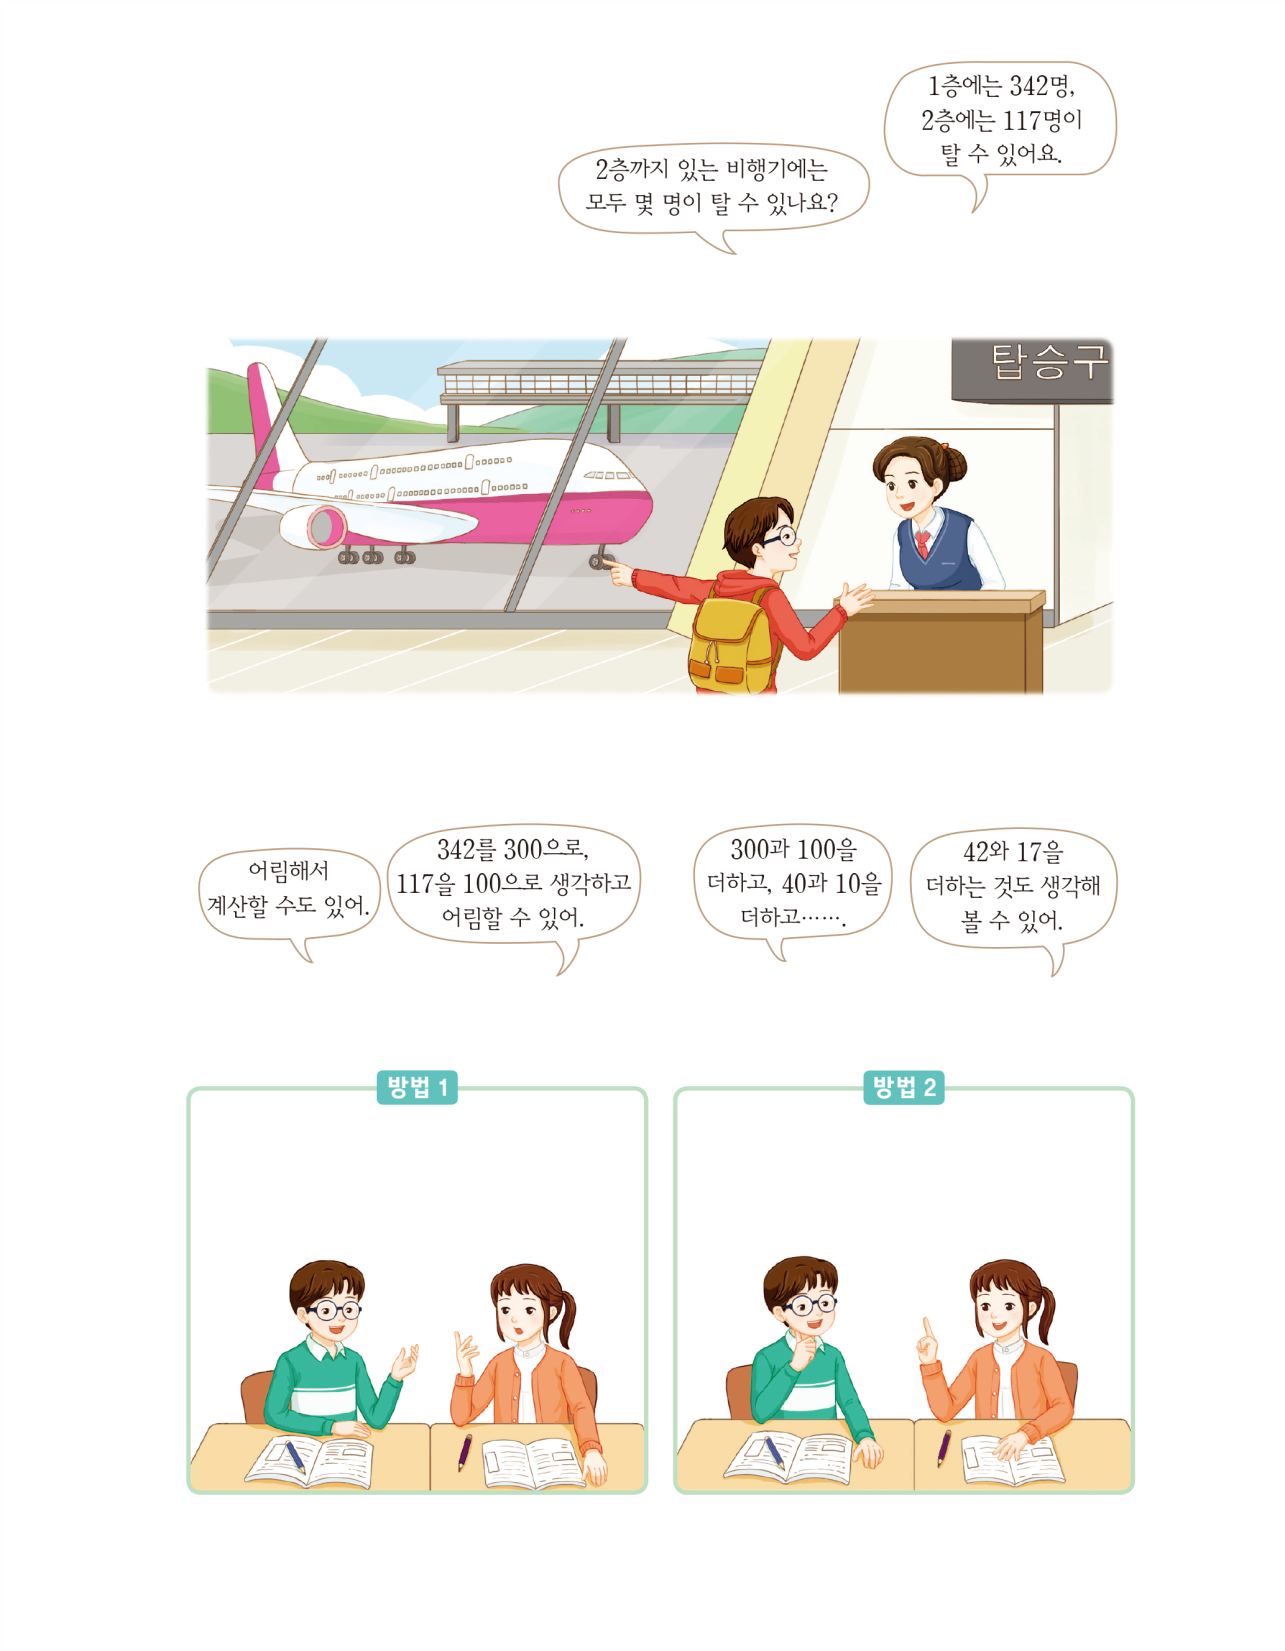 1층에는 342명,
2층에는 117명이
탈 수 있어요.
2층까지 있는 비행기에는
모두 몇 명이 탈 수 있나요?
탑승구
어림해서
계산할 수도 있어.
342를 300으로,
117을 100으로 생각하고
어림할 수 있어.
300과 100을
더하고, 40과 10을
더하고…….
42와 17을
더하는 것도 생각해
볼 수 있어.
방법 1
방법 2